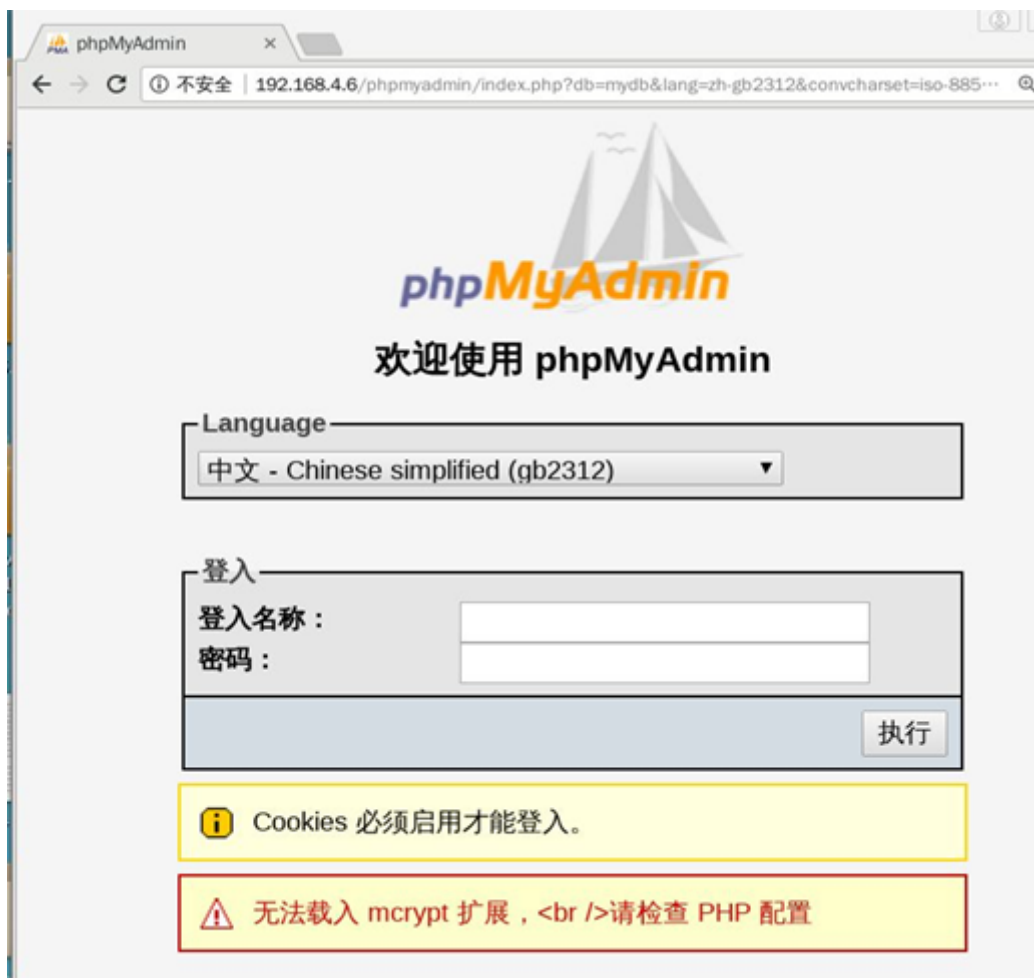 phpMyAdmin
不安全 | 192.168.4.6/phpmyadmin/index.php?db=mydb&lang=zh-gb2312&convcharset=iso-885…
phpMyAdmin
欢迎使用 phpMyAdmin
Language
中文 - Chinese simplified (gb2312)
登入
登入名称：
密码：
执行
Cookies 必须启用才能登入。
无法载入 mcrypt 扩展，<br />请检查 PHP 配置